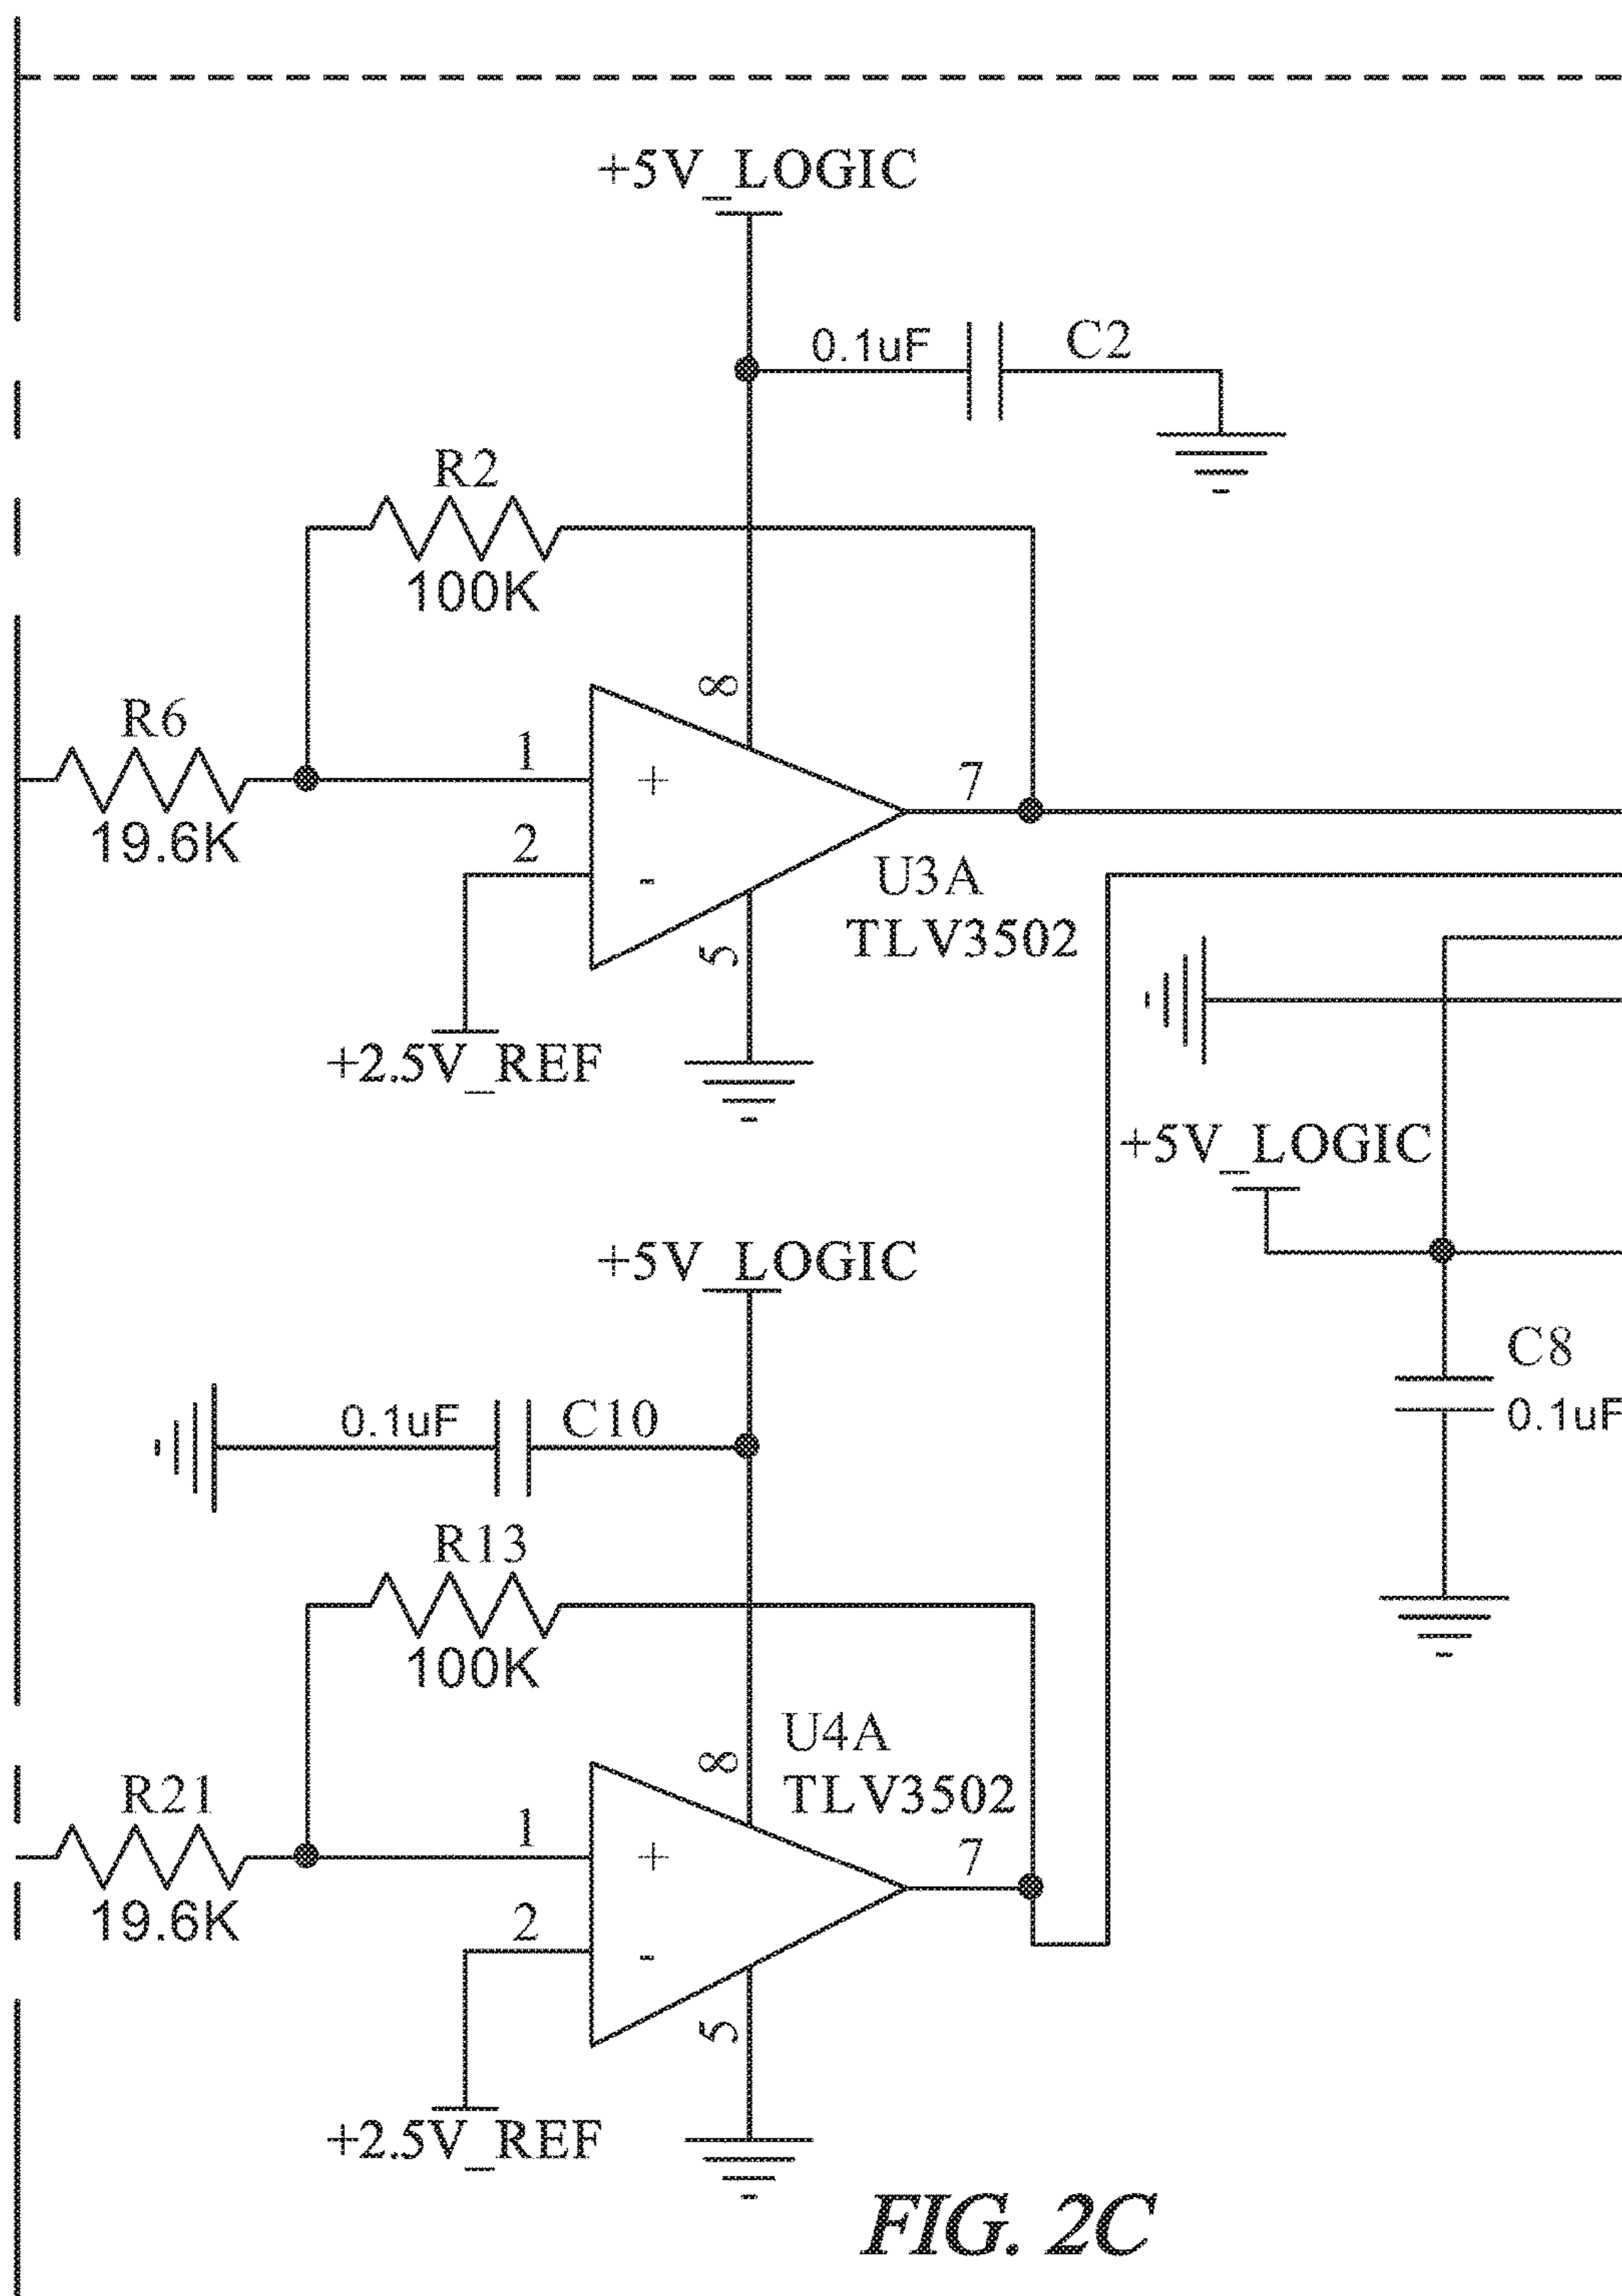 +5V_LOGIC
0.1uF
C2
R2
100K
8
R6
1
+
7
19.6K
2
-
U3A
TLV3502
5
+2.5V_REF
+5V_LOGIC
+5V_LOGIC
C8
0.1uF
0.1uF
C10
R13
100K
U4A
8
TLV3502
R21
1
+
7
19.6K
2
-
5
+2.5V_REF
FIG. 2C